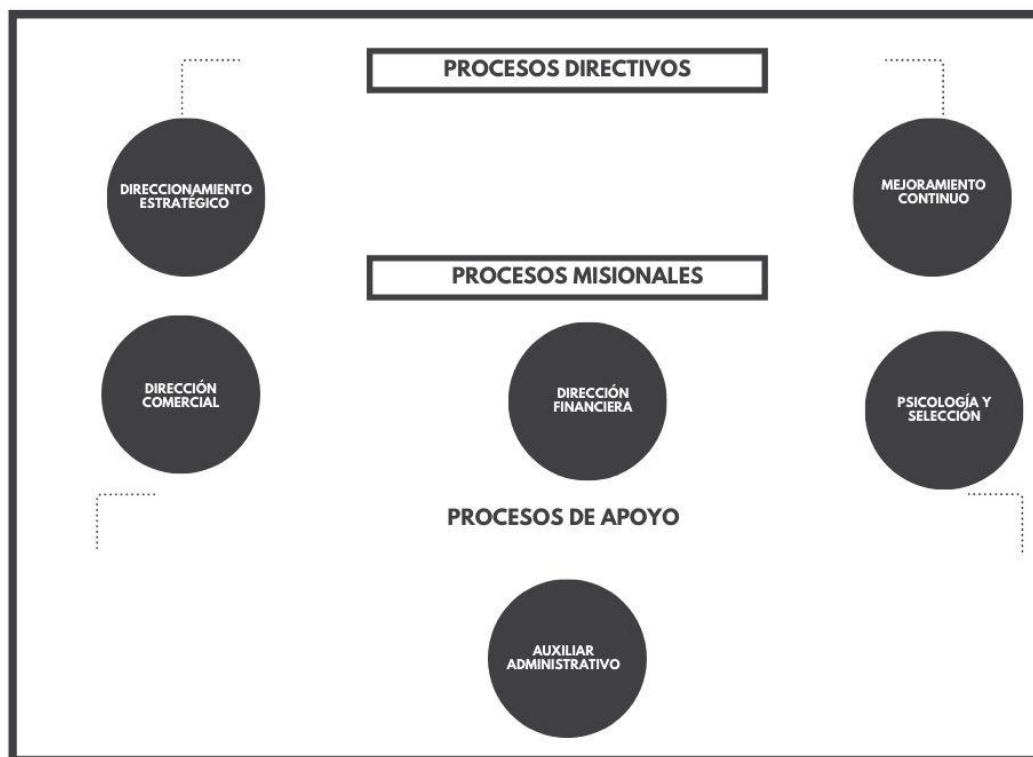 PROCESOS DIRECTIVOS
DIRECCIONAMIENTO
ESTRATÉGICO
MEJORAMIENTO
CONTINUO
PROCESOS MISIONALES
DIRECCIÓN
COMERCIAL
DIRECCIÓN
FINANCIERA
PSICOLOGÍA Y
SELECCIÓN
PROCESOS DE APOYO
AUXILIAR
ADMINISTRATIVO